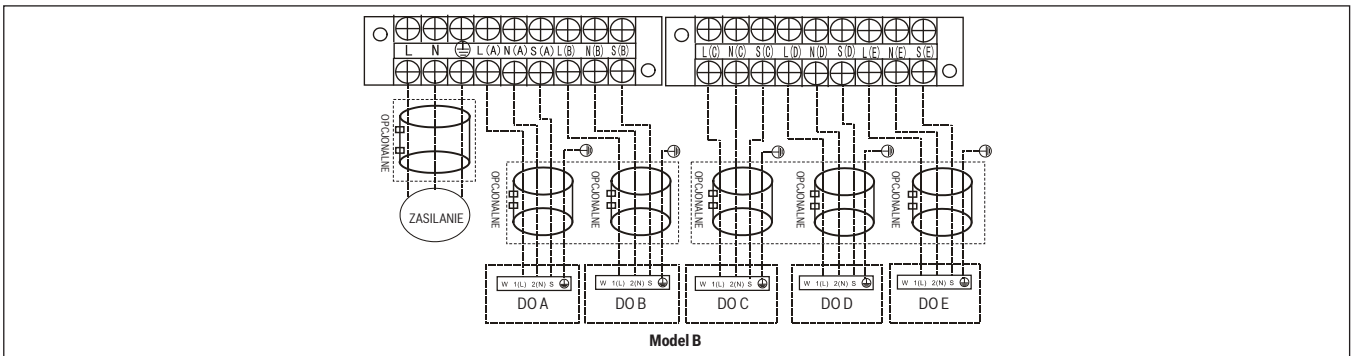 L N L(A) N(A) S(A) L(B) N(B) S(B)
L(C) N(C) S(C) L(D) N(D) S(D) L(E) N(E) S(E)
OPCJONALNE
ZASILANIE
OPCJONALNE
OPCJONALNE
OPCJONALNE
OPCJONALNE
OPCJONALNE
W 1(L) 2(N) S
W 1(L) 2(N) S
W 1(L) 2(N) S
W 1(L) 2(N) S
W 1(L) 2(N) S
DO A
DO B
DO C
DO D
DO E
Model B